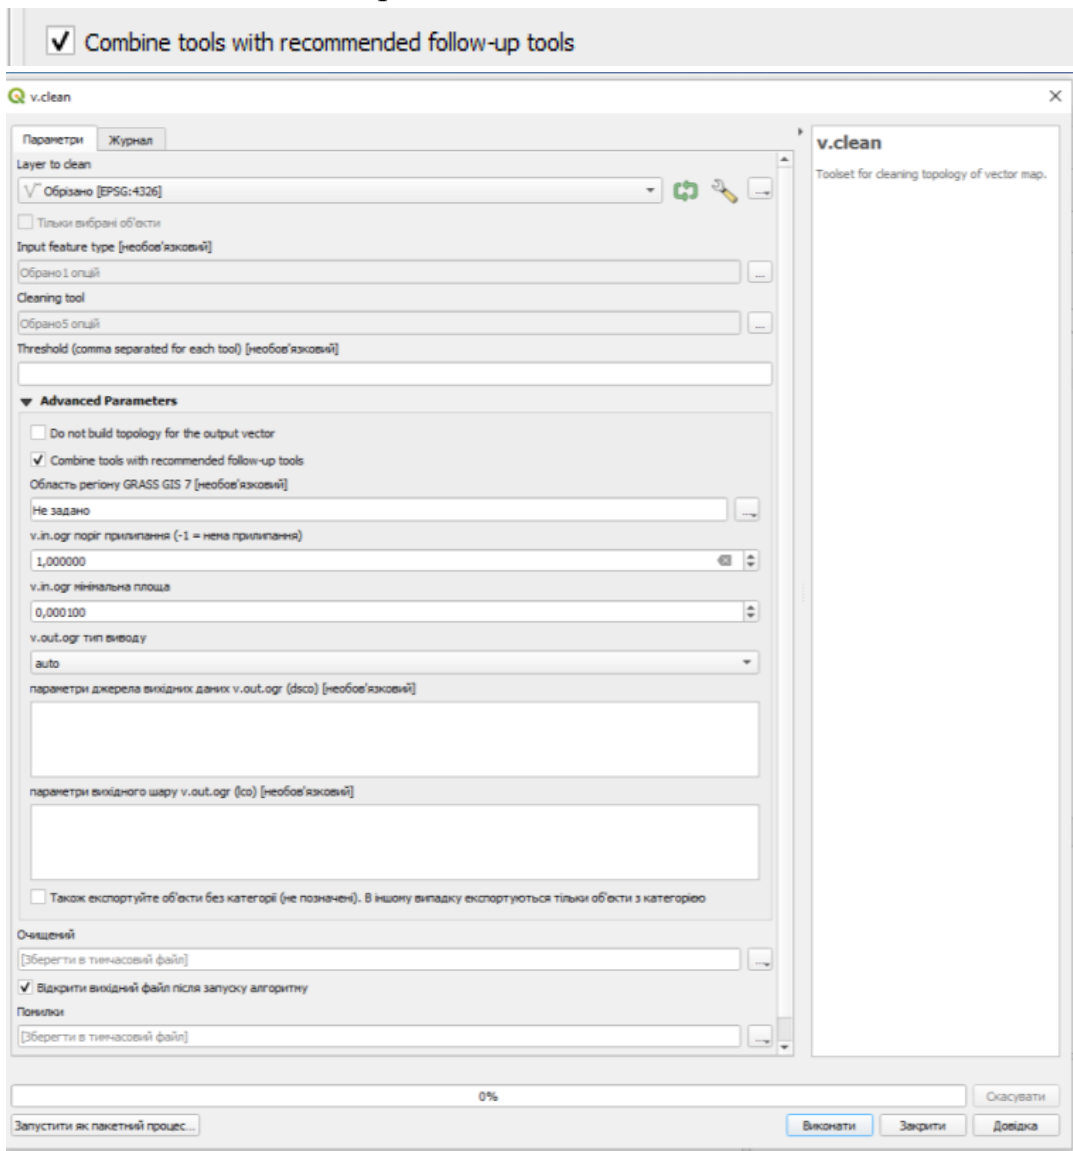 Combine tools with recommended follow-up tools
v.clean
Параметри Журнал
Layer to clean
Обрізано [EPSG:4326]
Тільки вибрані об'єкти
Input feature type [необов'язковий]
Обрано1 опцій
...
Cleaning tool
Обрано5 опцій
...
Threshold (comma separated for each tool) [необов'язковий]
Advanced Parameters
Do not build topology for the output vector
Combine tools with recommended follow-up tools
Область регіону GRASS GIS 7 [необов'язковий]
Не задано
v.in.ogr поріг прилипання (-1 = нема прилипання)
1,000000
v.in.ogr мінімальна площа
0,000100
v.out.ogr тип виводу
auto
параметри джерела вихідних даних v.out.ogr (dsco) [необов'язковий]
параметри вихідного шару v.out.ogr (lco) [необов'язковий]
Також експортуйте об'єкти без категорії (не позначені). В іншому випадку експортуються тільки об'єкти з категорією
Очищений
[Зберегти в тимчасовий файл]
Відкрити вихідний файл після запуску алгоритму
Помилки
[Зберегти в тимчасовий файл]
v.clean
Toolset for cleaning topology of vector map.
0%
Скасувати
Запустити як пакетний процес...
Виконати Закрити Довідка